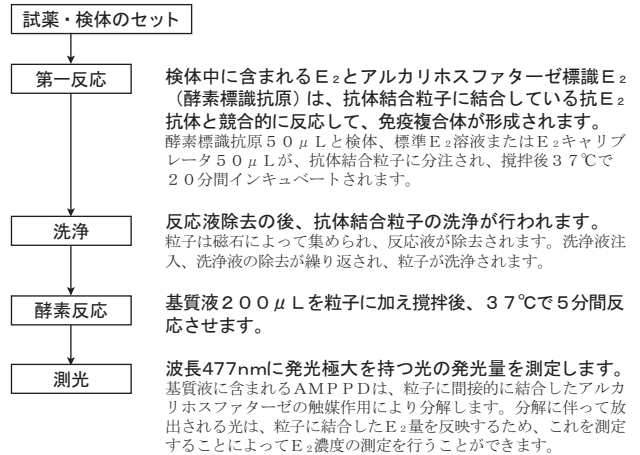 試薬・検体のセット
第一反応
検体中に含まれるＥ₂とアルカリホスファターゼ標識Ｅ₂
（酵素標識抗原）は、抗体結合粒子に結合している抗Ｅ₂
抗体と競合的に反応して、免疫複合体が形成されます。
酵素標識抗原５０μＬと検体、標準Ｅ₂溶液またはＥ₂キャリブ
レータ５０μＬが、抗体結合粒子に分注され、撹拌後３７℃で
２０分間インキュベートされます。
洗浄
反応液除去の後、抗体結合粒子の洗浄が行われます。
粒子は磁石によって集められ、反応液が除去されます。洗浄液注
入、洗浄液の除去が繰り返され、粒子が洗浄されます。
酵素反応
基質液２００μＬを粒子に加え撹拌後、３７℃で５分間反
応させます。
測光
波長477nmに発光極大を持つ光の発光量を測定します。
基質液に含まれるＡＭＰＰＤは、粒子に間接的に結合したアルカ
リホスファターゼの触媒作用により分解します。分解に伴って放
出される光は、粒子に結合したＥ₂量を反映するため、これを測定
することによってＥ₂濃度の測定を行うことができます。